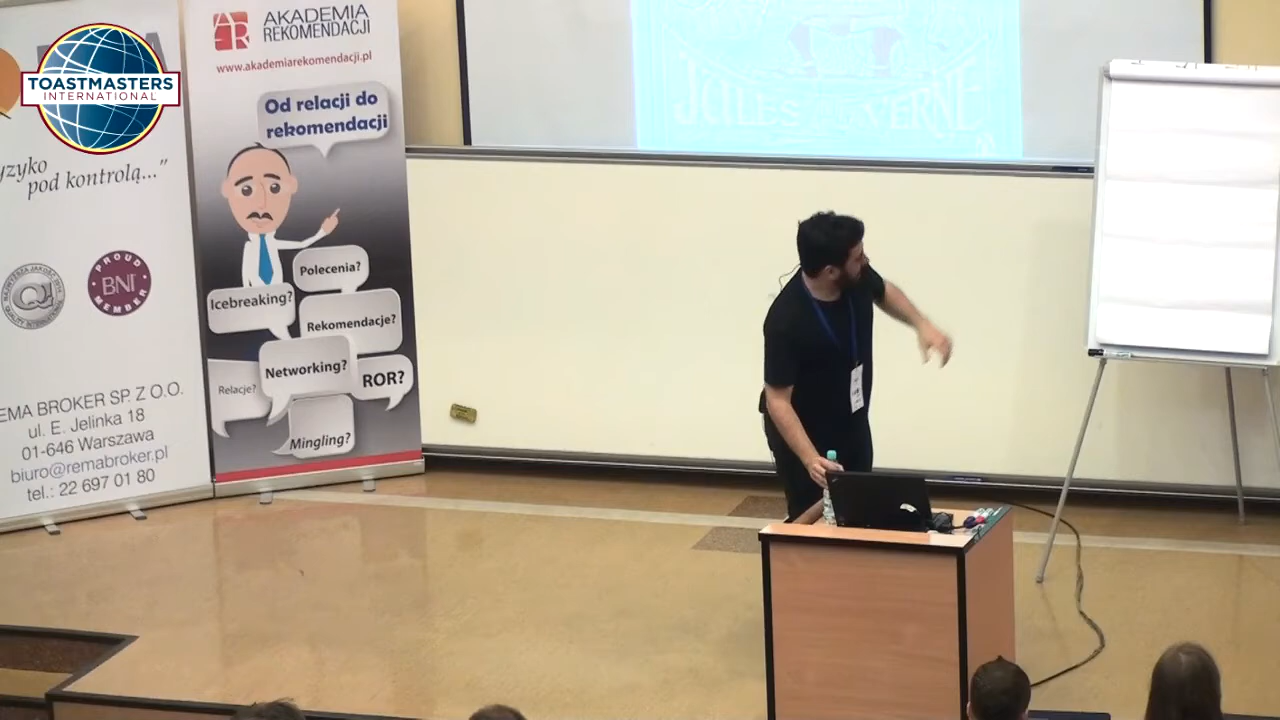 TOASTMASTERS
INTERNATIONAL
pod kontrolą..."
PROUD
BNI
MEMBER
EMA BROKER SP. Z O.O.
ul. E. Jelinka 18
01-646 Warszawa
biuro@remabroker.pl
tel.: 22 697 01 80
AR
AKADEMIA
REKOMENDACJI
www.akademiarekomendacji.pl
Od relacji do
rekomendacji
Polecenia?
Icebreaking?
Rekomendacje?
Networking?
Relacje?
ROR?
Mingling?
JULES VERNE